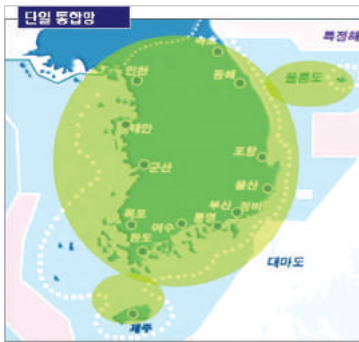 단일 통합망
특정해
속초
동해
울릉도
인천
태안
포항
군산
울산
부산
정비
목포
여수
통영
완도
대마도
제주